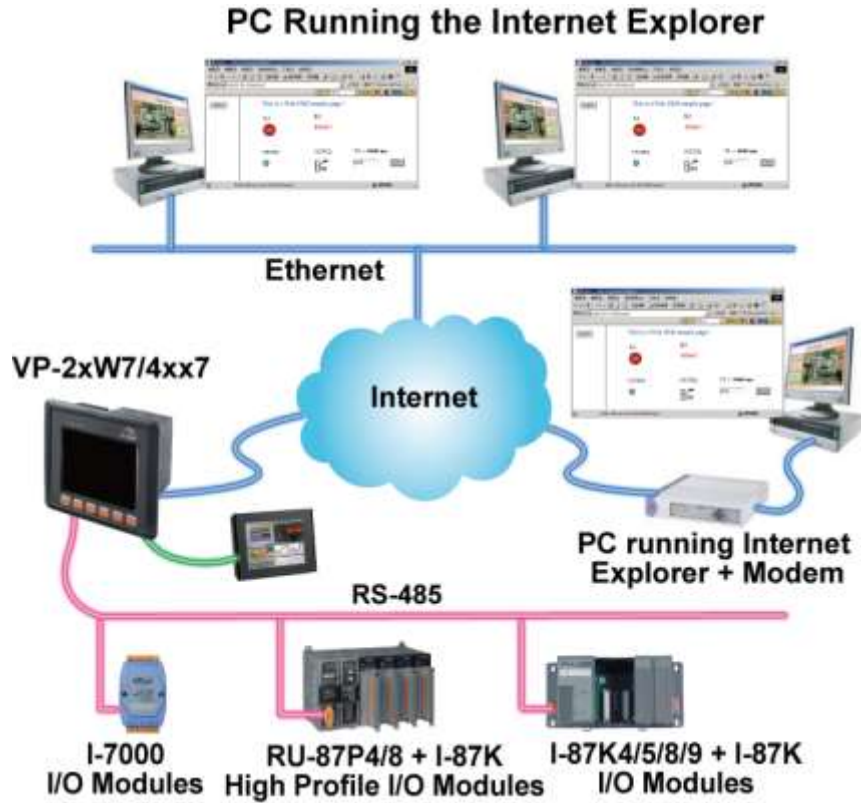 PC Running the Internet Explorer
Ethernet
VP-2xW7/4xx7
Internet
PC running Internet
Explorer + Modem
RS-485
I-7000
I/O Modules
RU-87P4/8 + I-87K
High Profile I/O Modules
I-87K4/5/8/9 + I-87K
I/O Modules